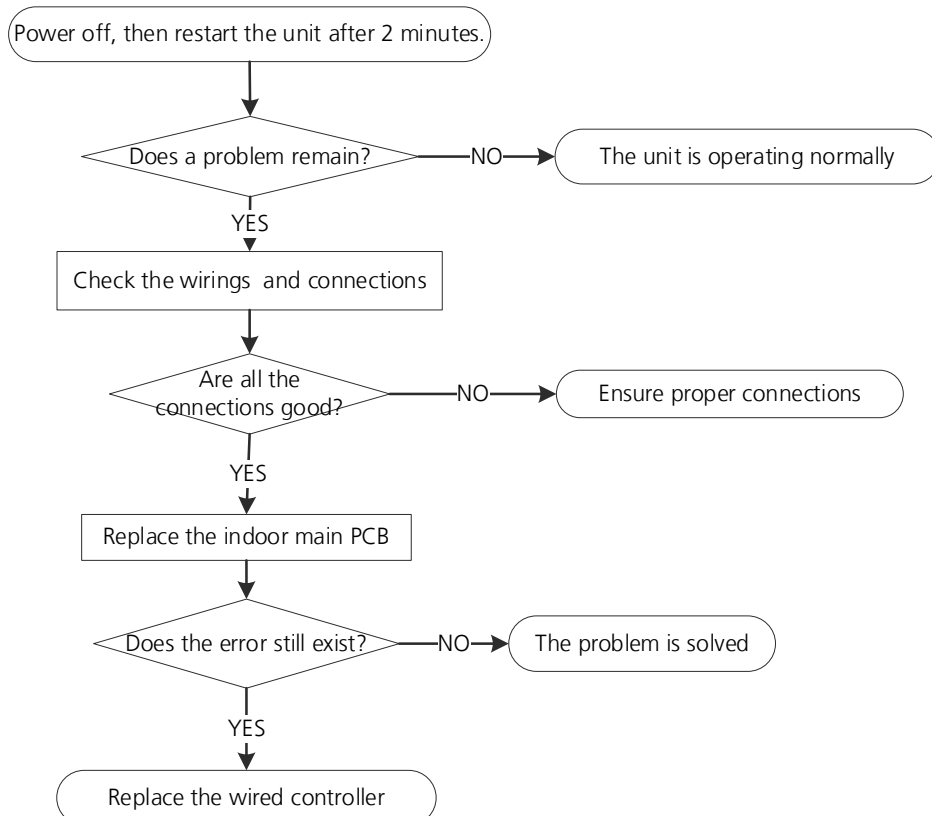 Power off, then restart the unit after 2 minutes.
Does a problem remain?
NO
The unit is operating normally
YES
Check the wirings and connections
Are all the
connections good?
NO
Ensure proper connections
YES
Replace the indoor main PCB
Does the error still exist?
NO
The problem is solved
YES
Replace the wired controller